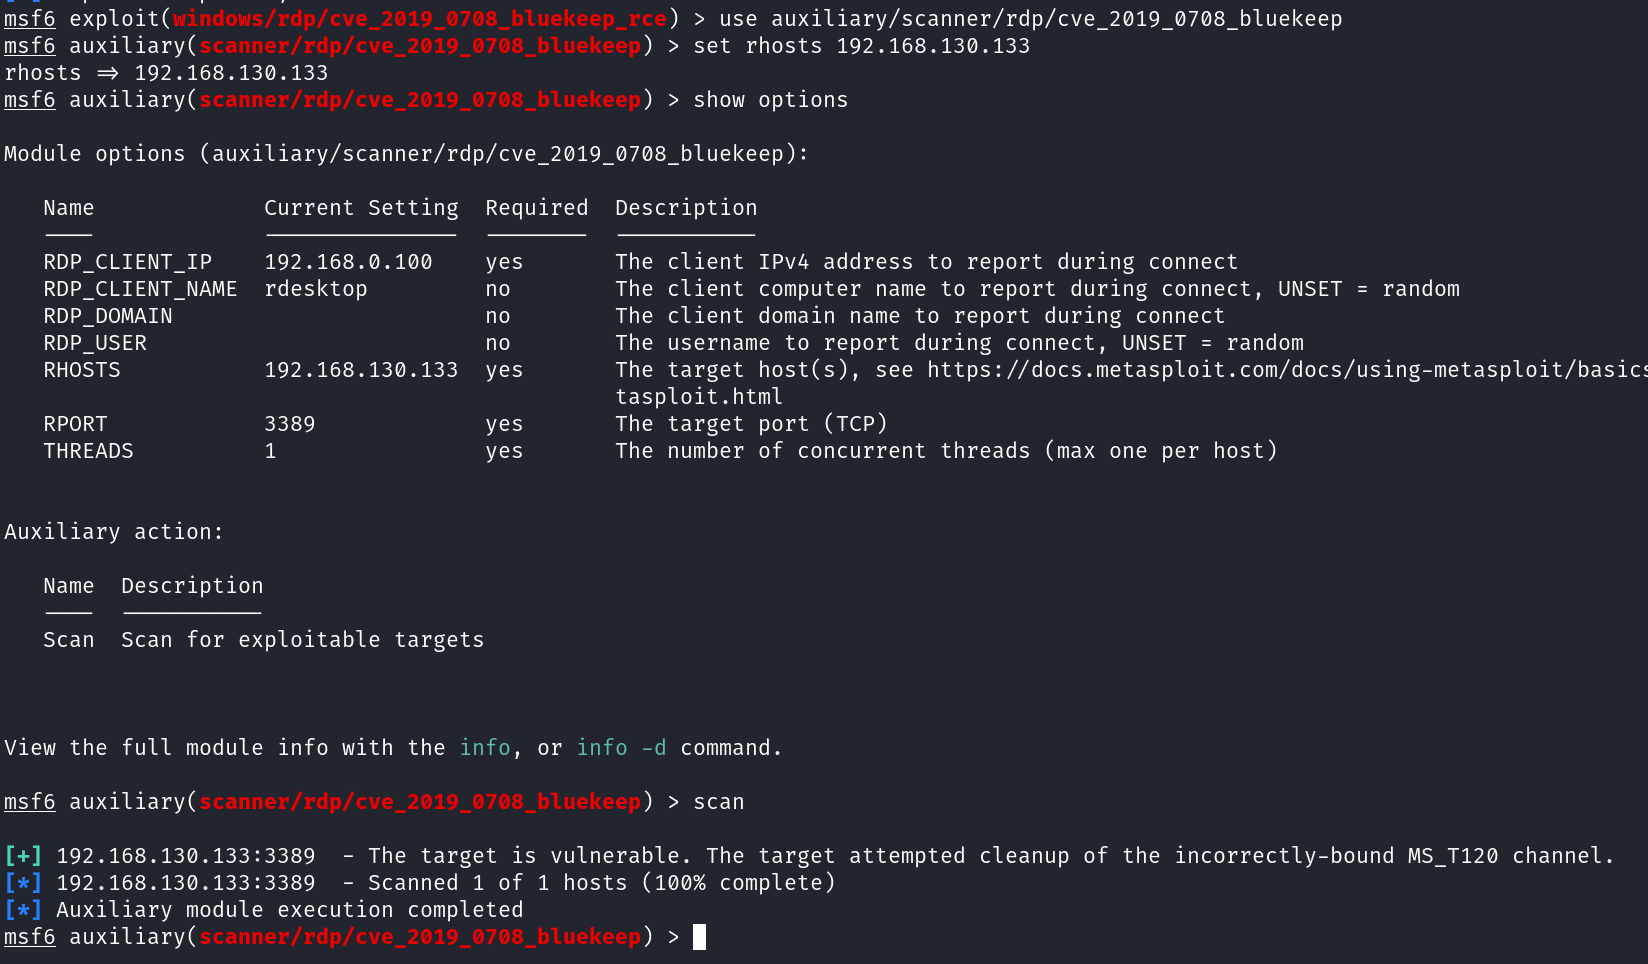 msf6 exploit(windows/rdp/cve_2019_0708_bluekeep_rce) > use auxiliary/scanner/rdp/cve_2019_0708_bluekeep
msf6 auxiliary(scanner/rdp/cve_2019_0708_bluekeep) > set rhosts 192.168.130.133
rhosts => 192.168.130.133
msf6 auxiliary(scanner/rdp/cve_2019_0708_bluekeep) > show options
Module options (auxiliary/scanner/rdp/cve_2019_0708_bluekeep):
Name Current Setting Required Description
---- --------------- -------- -----------
RDP_CLIENT_IP 192.168.0.100 yes The client IPv4 address to report during connect
RDP_CLIENT_NAME rdesktop no The client computer name to report during connect, UNSET = random
RDP_DOMAIN no The client domain name to report during connect
RDP_USER no The username to report during connect, UNSET = random
RHOSTS 192.168.130.133 yes The target host(s), see https://docs.metasploit.com/docs/using-metasploit/basics
tasploit.html
RPORT 3389 yes The target port (TCP)
THREADS 1 yes The number of concurrent threads (max one per host)
Auxiliary action:
Name Description
---- -----------
Scan Scan for exploitable targets
View the full module info with the info, or info -d command.
msf6 auxiliary(scanner/rdp/cve_2019_0708_bluekeep) > scan
[+] 192.168.130.133:3389 - The target is vulnerable. The target attempted cleanup of the incorrectly-bound MS_T120 channel.
[*] 192.168.130.133:3389 - Scanned 1 of 1 hosts (100% complete)
[*] Auxiliary module execution completed
msf6 auxiliary(scanner/rdp/cve_2019_0708_bluekeep) >